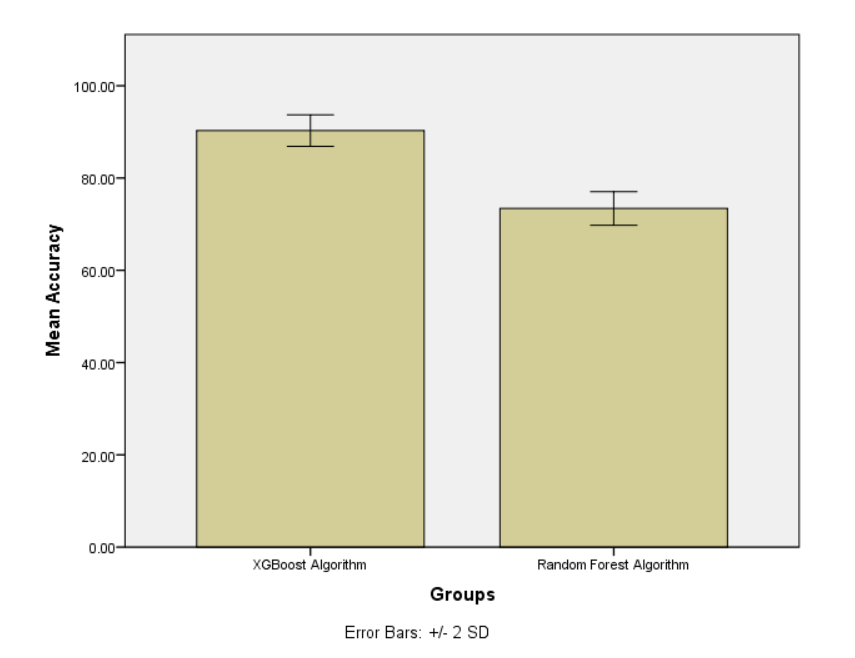 100.00
80.00
60.00
40.00
20.00
0.00
Mean Accuracy
XGBoost Algorithm
Random Forest Algorithm
Groups
Error Bars: +/- 2 SD